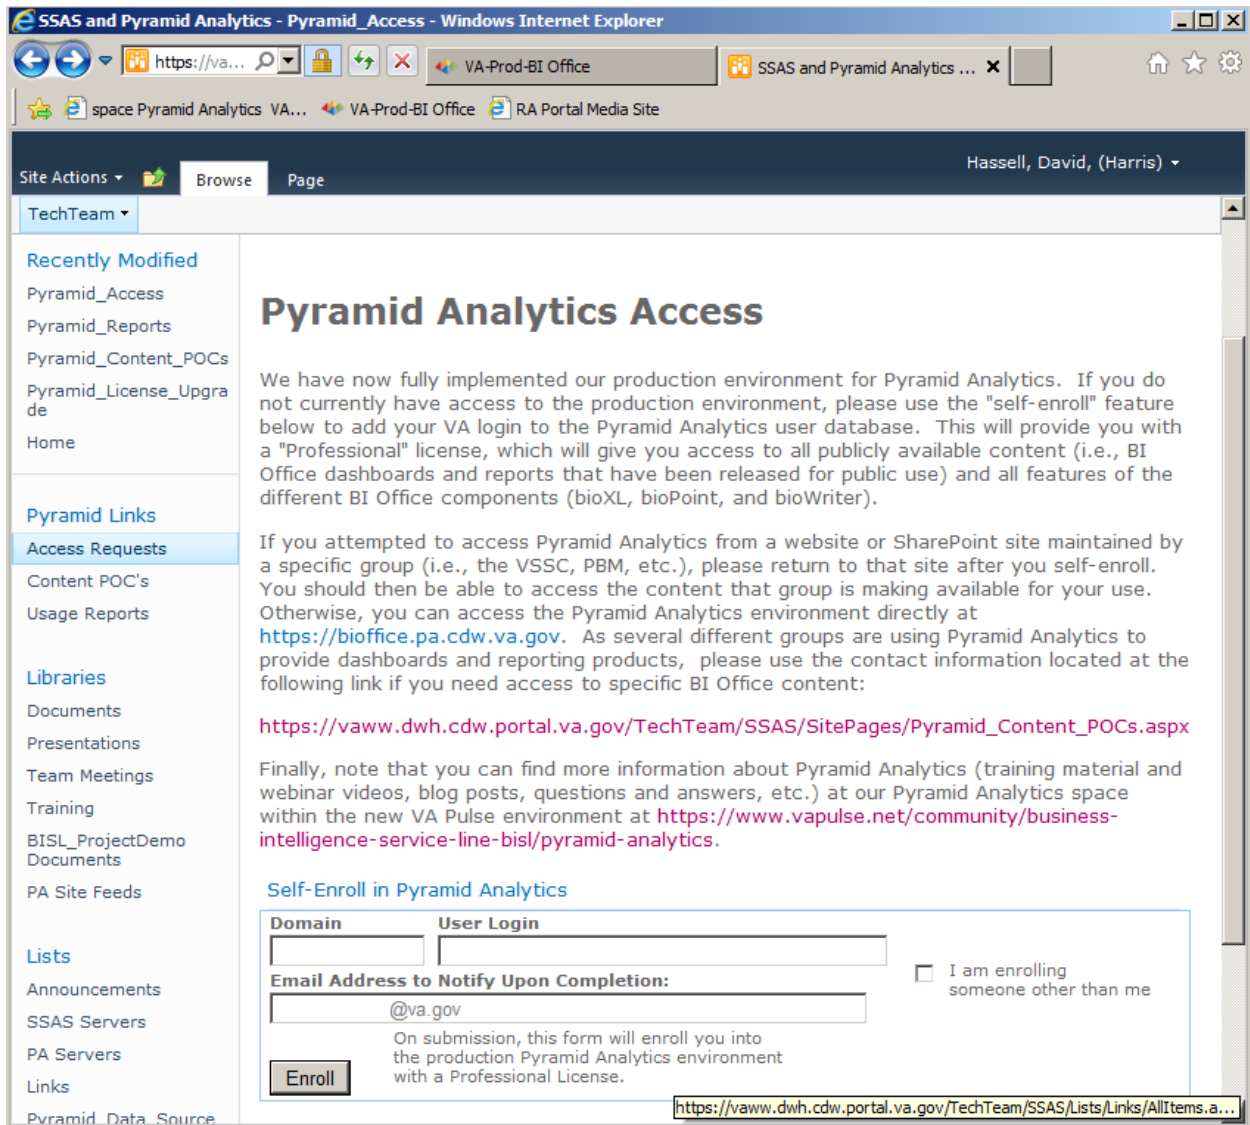 SSAS and Pyramid Analytics - Pyramid_Access - Windows Internet Explorer
https://va...
VA-Prod-BI Office
SSAS and Pyramid Analytics ...
space Pyramid Analytics VA...
VA-Prod-BI Office
RA Portal Media Site
Hassell, David, (Harris)
Site Actions
Browse
Page
TechTeam
Recently Modified
Pyramid_Access
Pyramid_Reports
Pyramid_Content_POCs
Pyramid_License_Upgra
de
Home
Pyramid Links
Access Requests
Content POC's
Usage Reports
Libraries
Documents
Presentations
Team Meetings
Training
BISL_ProjectDemo
Documents
PA Site Feeds
Lists
Announcements
SSAS Servers
PA Servers
Links
Pyramid_Data_Source
Pyramid Analytics Access
We have now fully implemented our production environment for Pyramid Analytics.  If you do
not currently have access to the production environment, please use the "self-enroll" feature
below to add your VA login to the Pyramid Analytics user database.  This will provide you with
a "Professional" license, which will give you access to all publicly available content (i.e., BI
Office dashboards and reports that have been released for public use) and all features of the
different BI Office components (bioXL, bioPoint, and bioWriter).
If you attempted to access Pyramid Analytics from a website or SharePoint site maintained by
a specific group (i.e., the VSSC, PBM, etc.), please return to that site after you self-enroll.
You should then be able to access the content that group is making available for your use.
Otherwise, you can access the Pyramid Analytics environment directly at
https://bioffice.pa.cdw.va.gov.  As several different groups are using Pyramid Analytics to
provide dashboards and reporting products,  please use the contact information located at the
following link if you need access to specific BI Office content:
https://vaww.dwh.cdw.portal.va.gov/TechTeam/SSAS/SitePages/Pyramid_Content_POCs.aspx
Finally, note that you can find more information about Pyramid Analytics (training material and
webinar videos, blog posts, questions and answers, etc.) at our Pyramid Analytics space
within the new VA Pulse environment at https://www.vapulse.net/community/business-
intelligence-service-line-bisl/pyramid-analytics.
Self-Enroll in Pyramid Analytics
Domain
User Login
Email Address to Notify Upon Completion:
@va.gov
I am enrolling
someone other than me
On submission, this form will enroll you into
the production Pyramid Analytics environment
with a Professional License.
Enroll
https://vaww.dwh.cdw.portal.va.gov/TechTeam/SSAS/Lists/Links/AllItems.a...